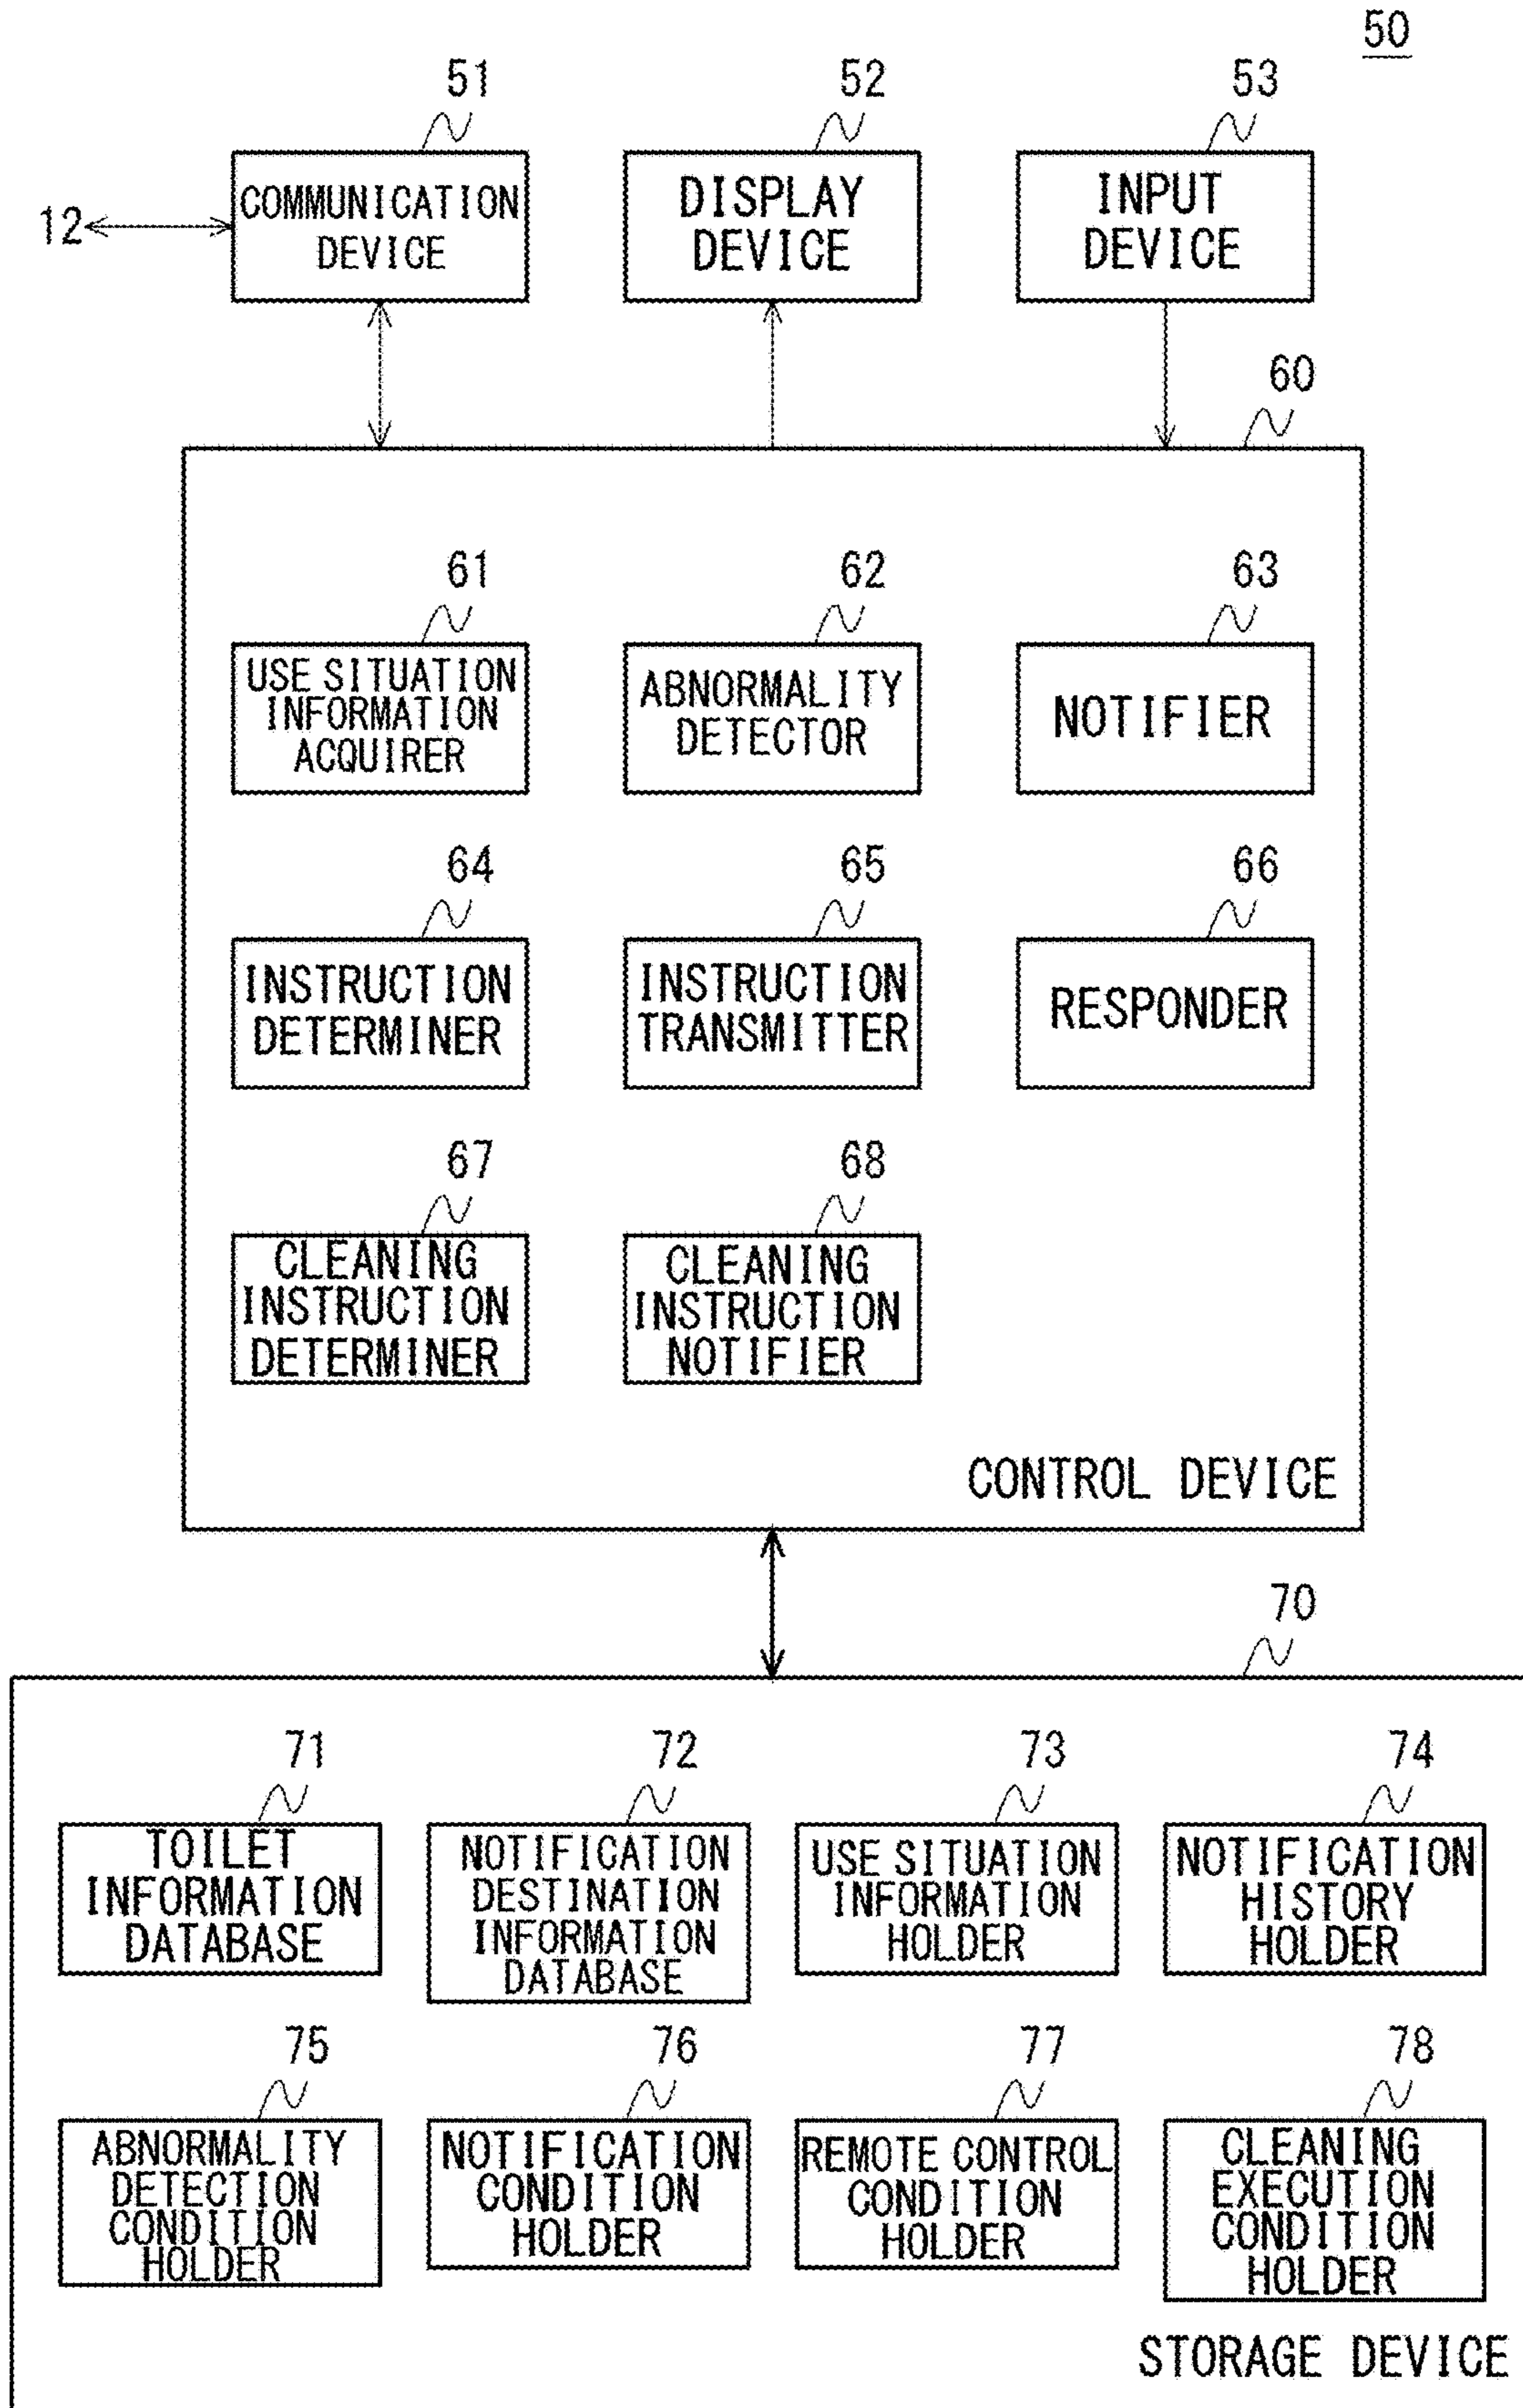 50
51
52
53
12
COMMUNICATION
DEVICE
DISPLAY
DEVICE
INPUT
DEVICE
60
61
62
63
USE SITUATION
INFORMATION
ACQUIRER
ABNORMALITY
DETECTOR
NOTIFIER
64
65
66
INSTRUCTION
DETERMINER
INSTRUCTION
TRANSMITTER
RESPONDER
67
68
CLEANING
INSTRUCTION
DETERMINER
CLEANING
INSTRUCTION
NOTIFIER
CONTROL DEVICE
70
71
72
73
74
TOILET
INFORMATION
DATABASE
NOTIFICATION
DESTINATION
INFORMATION
DATABASE
USE SITUATION
INFORMATION
HOLDER
NOTIFICATION
HISTORY
HOLDER
75
76
77
78
ABNORMALITY
DETECTION
CONDITION
HOLDER
NOTIFICATION
CONDITION
HOLDER
REMOTE CONTROL
CONDITION
HOLDER
CLEANING
EXECUTION
CONDITION
HOLDER
STORAGE DEVICE